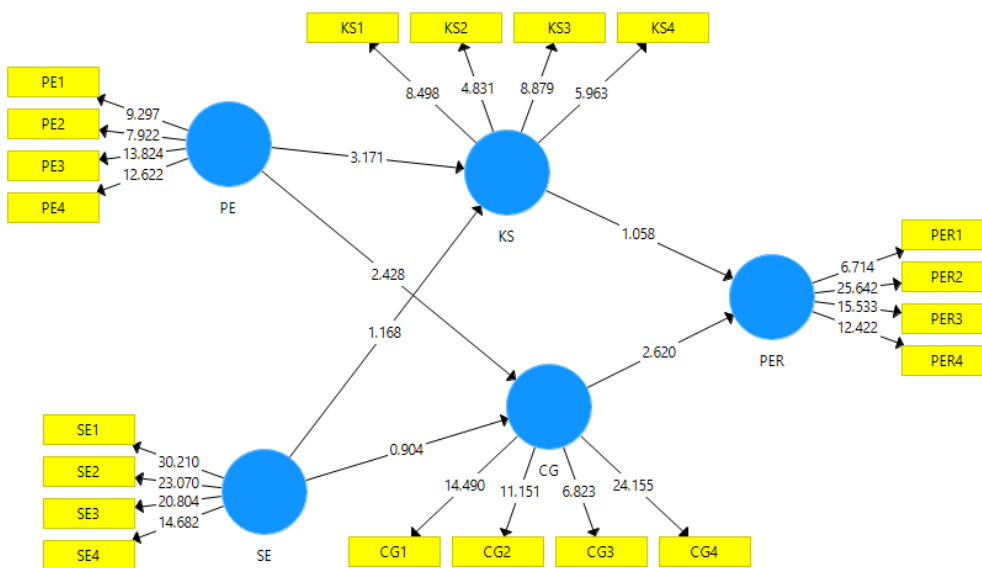 KS1
KS2
KS3
KS4
8.498
4.831
8.879
5.963
PE1
PE2
PE3
PE4
9.297
7.922
13.824
12.622
PE
3.171
KS
2.428
1.168
1.058
PER1
PER2
PER3
PER4
6.714
25.642
15.533
12.422
PER
2.620
SE1
SE2
SE3
SE4
30.210
23.070
20.804
14.682
SE
0.904
CG
14.490
11.151
6.823
24.155
CG1
CG2
CG3
CG4